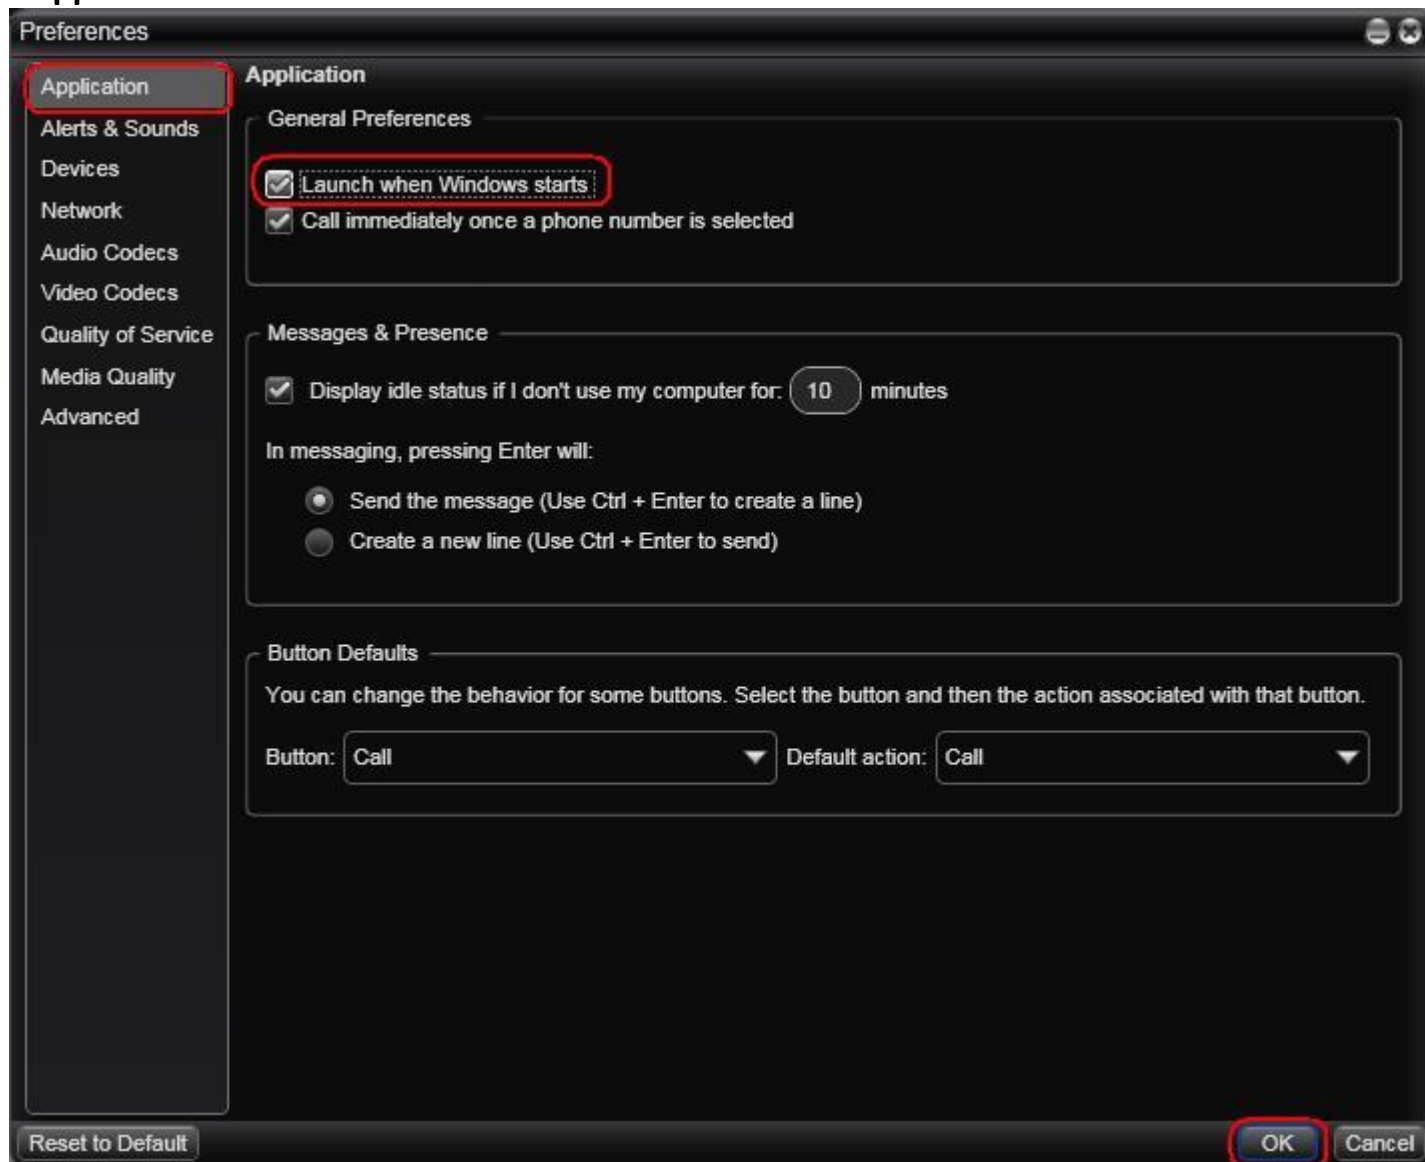 Preferences
Application
Alerts & Sounds
Devices
Network
Audio Codecs
Video Codecs
Quality of Service
Media Quality
Advanced
Application
General Preferences
Launch when Windows starts
Call immediately once a phone number is selected
Messages & Presence
Display idle status if I don't use my computer for: 10 minutes
In messaging, pressing Enter will:
Send the message (Use Ctrl + Enter to create a line)
Create a new line (Use Ctrl + Enter to send)
Button Defaults
You can change the behavior for some buttons. Select the button and then the action associated with that button.
Button: Call Default action: Call
Reset to Default OK Cancel